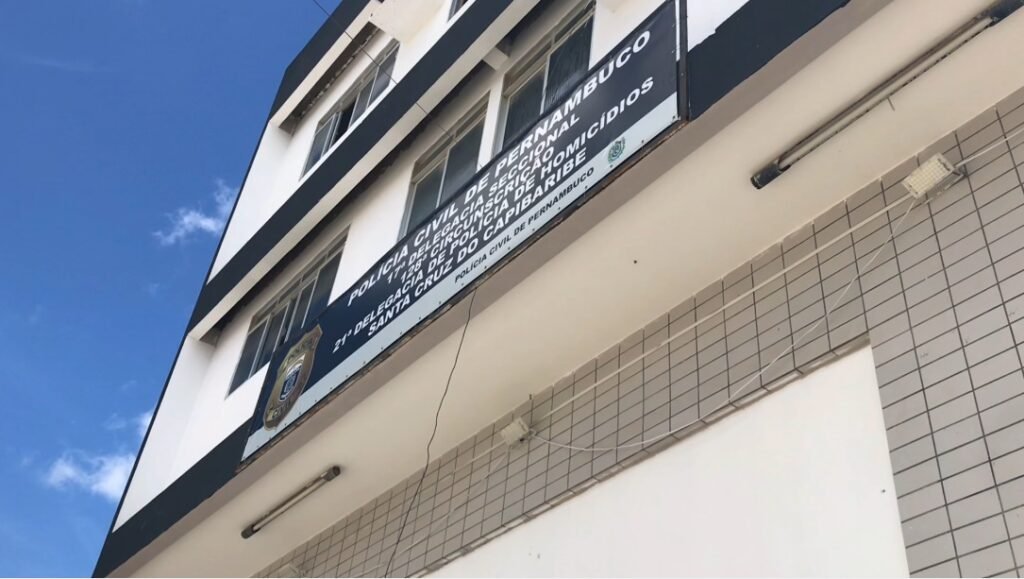 POLÍCIA CIVIL DE PERNAMBUCO
17ª DELEGACIA SECCIONAL
128ª CIRCUNSCRIÇÃO
21ª DELEGACIA DE POLÍCIA DE HOMICÍDIOS
SANTA CRUZ DO CAPIBARIBE
POLÍCIA CIVIL DE PERNAMBUCO